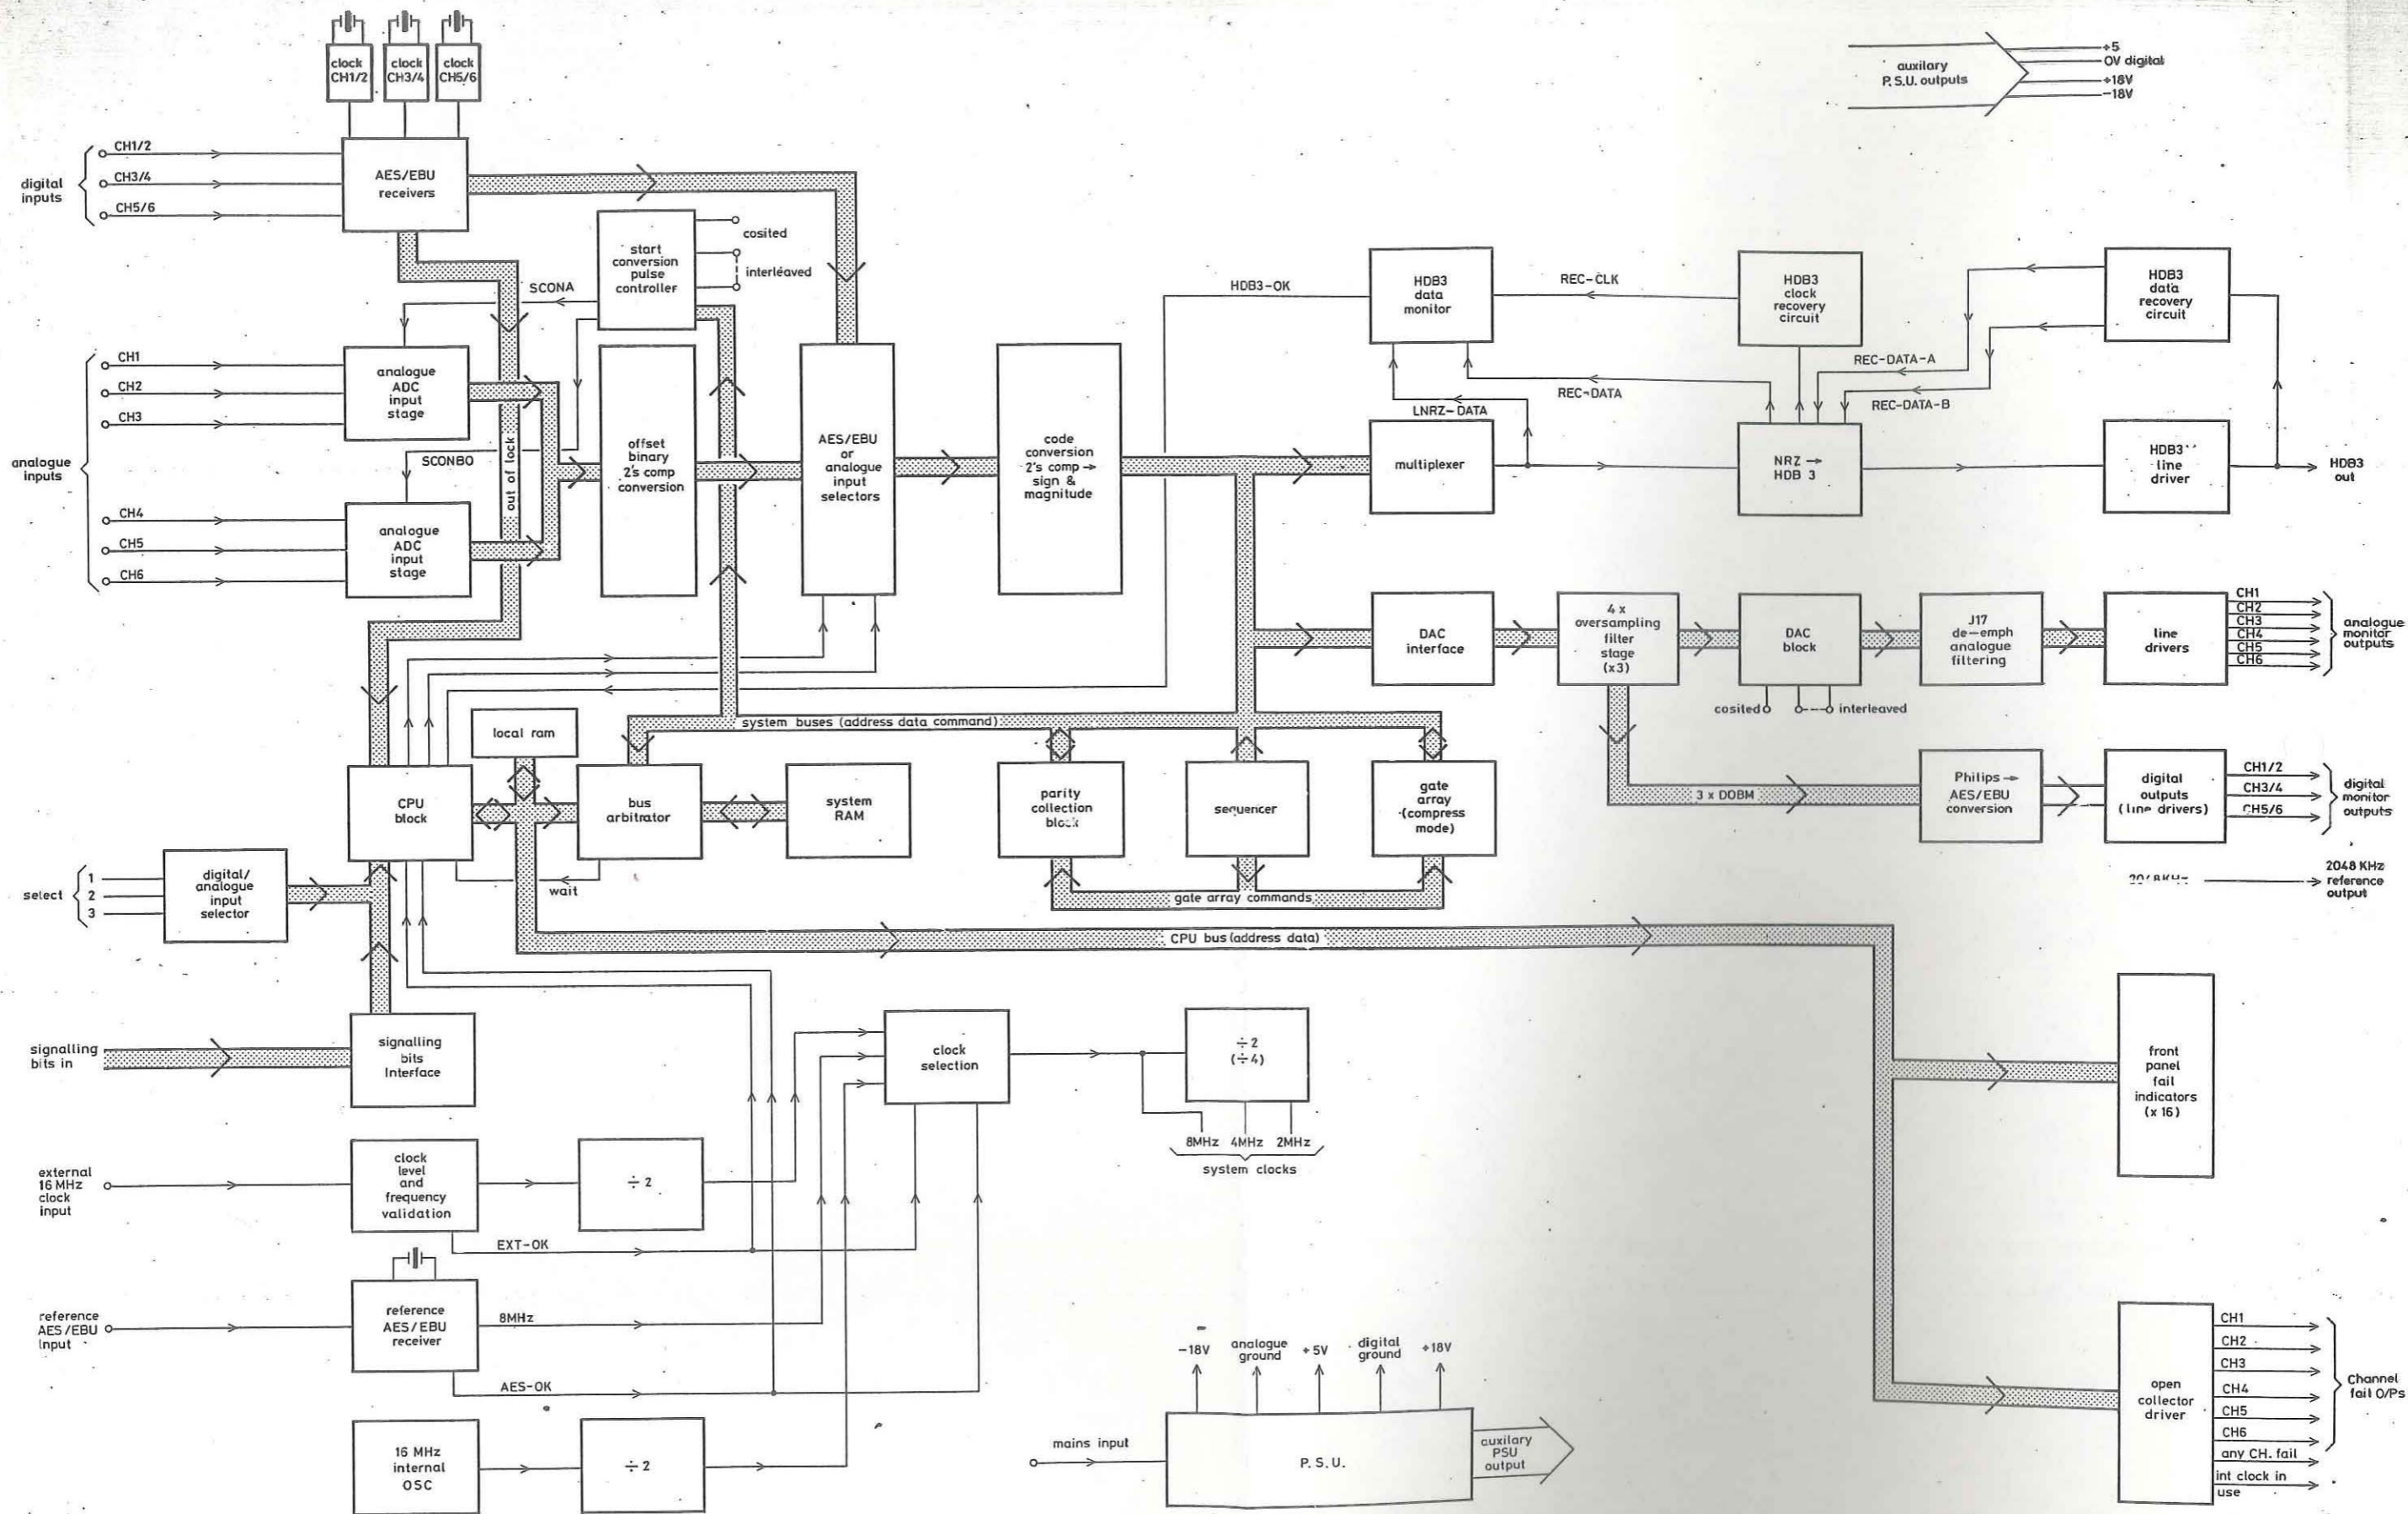 clock
CH1/2
clock
CH3/4
clock
CH5/6
auxilary
P.S.U. outputs
+5
0V digital
+18V
-18V
digital
inputs
CH1/2
CH3/4
CH5/6
AES/EBU
receivers
start
conversion
pulse
controller
cosited
interleaved
SCONA
analogue
inputs
CH1
CH2
CH3
analogue
ADC
input
stage
SCONBO
CH4
CH5
CH6
analogue
ADC
input
stage
out of lock
offset
binary
2's comp
conversion
AES/EBU
or
analogue
input
selectors
code
conversion
2's comp →
sign &
magnitude
HDB3-OK
HDB3
data
monitor
REC-CLK
HDB3
clock
recovery
circuit
HDB3
data
recovery
circuit
REC-DATA-A
REC-DATA
REC-DATA-B
LNRZ-DATA
multiplexer
NRZ →
HDB 3
HDB3
line
driver
HDB3
out
DAC
interface
4 x
oversampling
filter
stage
(x3)
DAC
block
J17
de-emph
analogue
filtering
line
drivers
CH1
CH2
CH3
CH4
CH5
CH6
analogue
monitor
outputs
cosited
interleaved
3 x DOBM
Philips →
AES/EBU
conversion
digital
outputs
(line drivers)
CH1/2
CH3/4
CH5/6
digital
monitor
outputs
2048 KHz
reference
output
system buses (address data command)
local ram
CPU
block
bus
arbitrator
system
RAM
parity
collection
block
sequencer
gate
array
(compress
mode)
wait
gate array commands
CPU bus (address data)
select
1
2
3
digital/
analogue
input
selector
signalling
bits in
signalling
bits
Interface
clock
selection
÷2
(÷4)
8MHz
4MHz
2MHz
system clocks
front
panel
fail
indicators
(x 16)
external
16 MHz
clock
input
clock
level
and
frequency
validation
÷ 2
EXT-OK
reference
AES/EBU
Input
reference
AES/EBU
receiver
8MHz
AES-OK
16 MHz
internal
OSC
÷ 2
-18V
analogue
ground
+5V
digital
ground
+18V
mains input
P. S. U.
auxilary
PSU
output
open
collector
driver
CH1
CH2
CH3
CH4
CH5
CH6
any CH. fail
int clock in
use
Channel
fail O/Ps